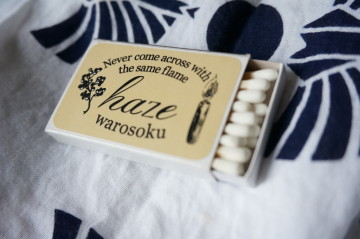 Never come across with
the same flame
haze
warosoku